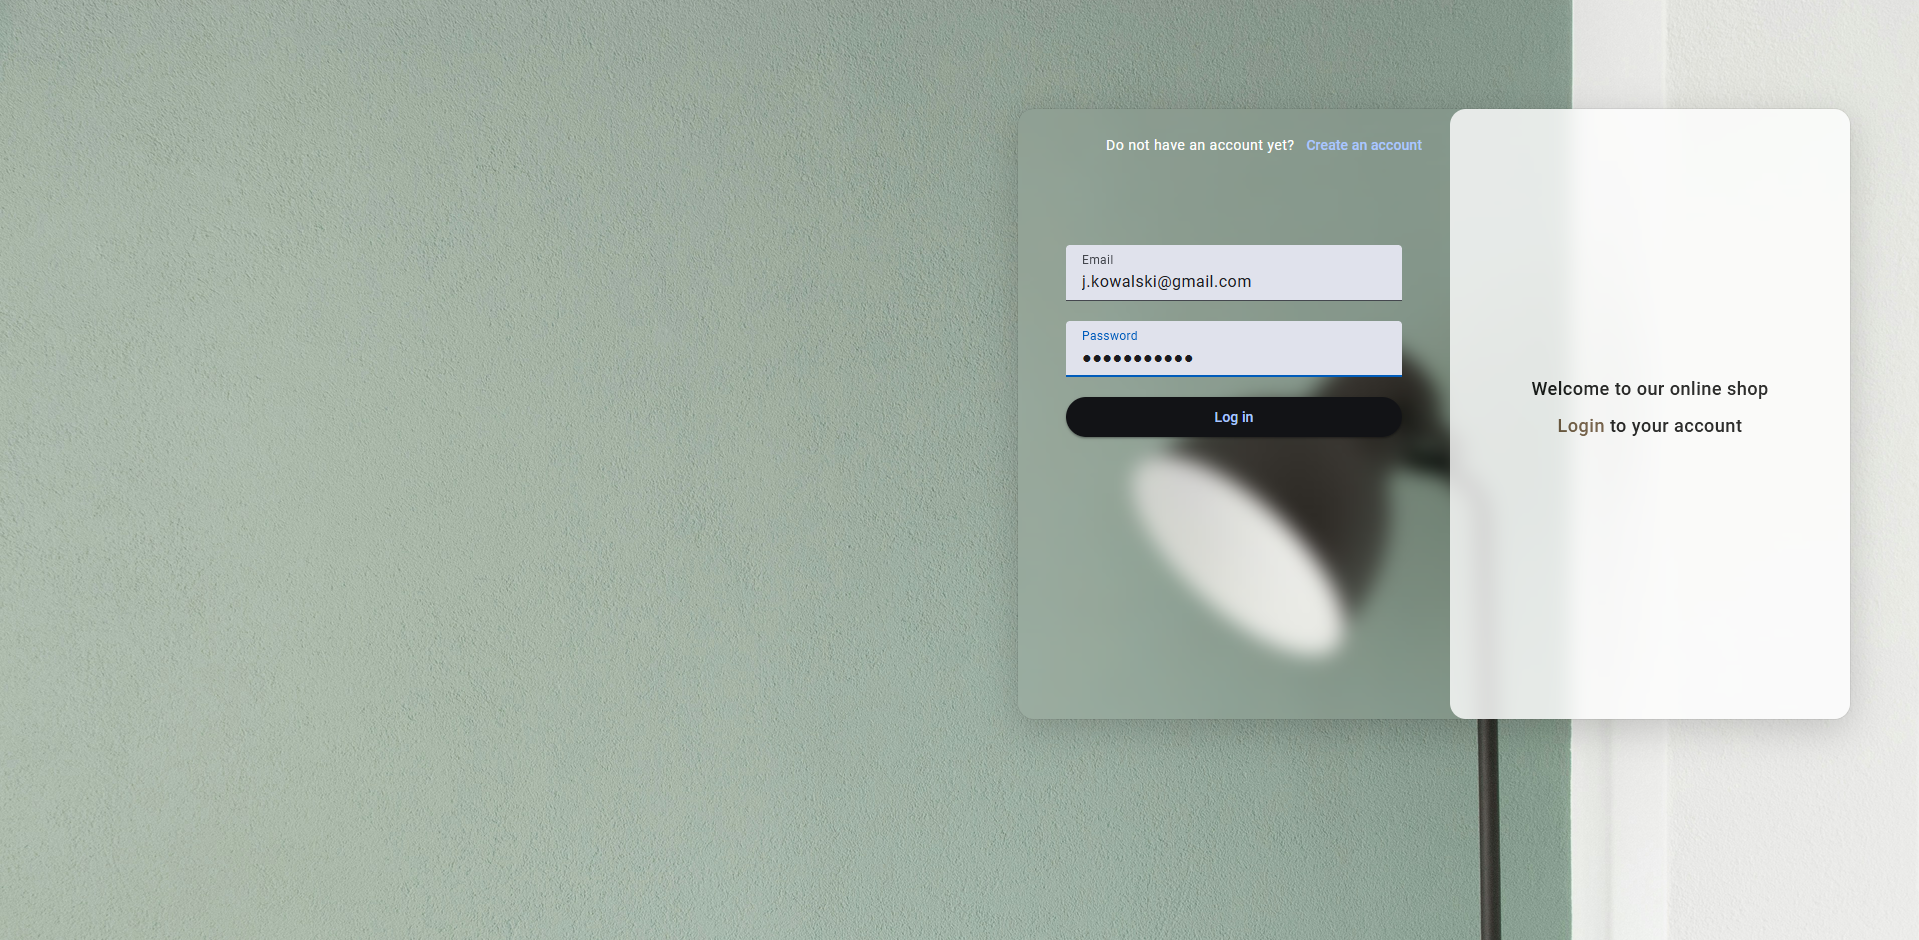 Do not have an account yet? Create an account
Email
j.kowalski@gmail.com
Password
•••••••••••
Log in
Welcome to our online shop
Login to your account